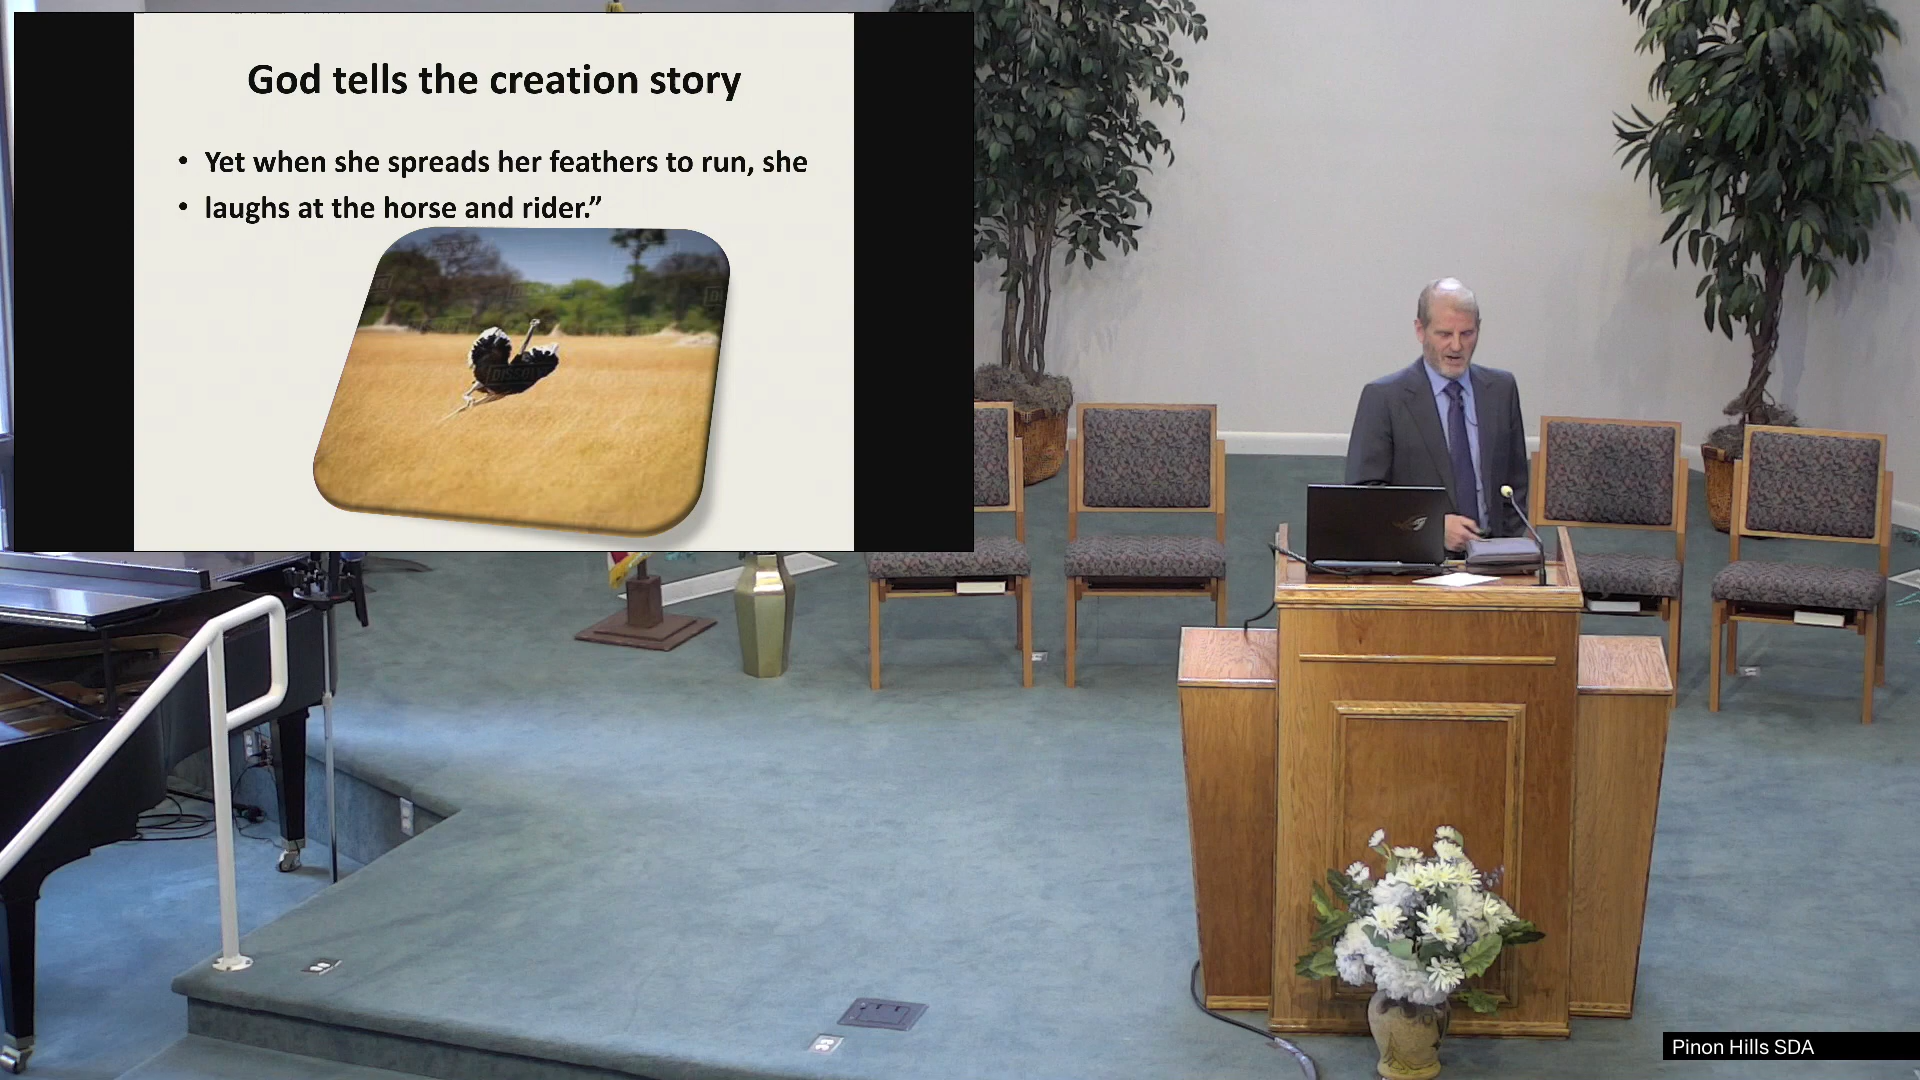 God tells the creation story
• Yet when she spreads her feathers to run, she
• laughs at the horse and rider.”
Pinon Hills SDA